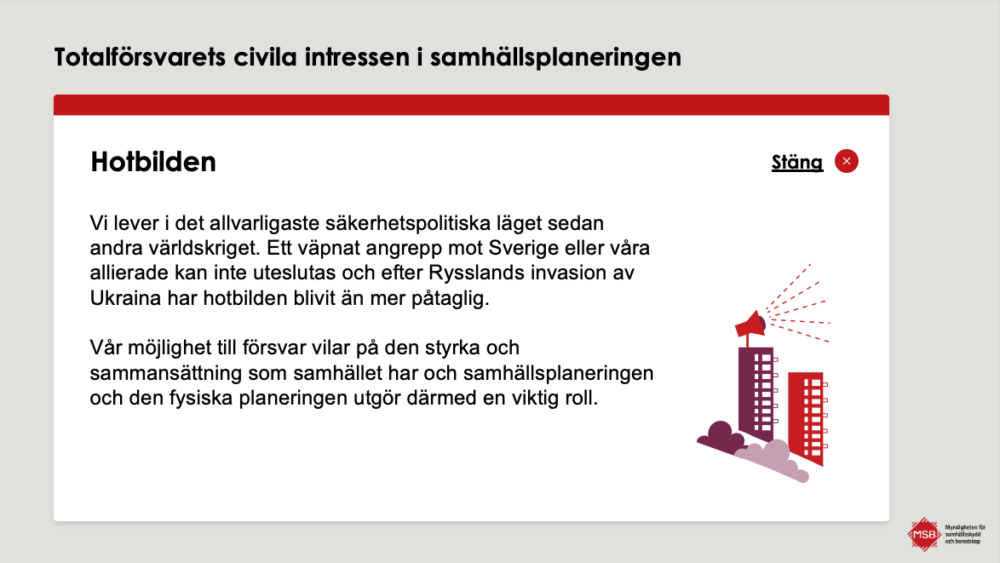 Totalförsvarets civila intressen i samhällsplaneringen
Hotbilden
Stäng
Vi lever i det allvarligaste säkerhetspolitiska läget sedan
andra världskriget. Ett väpnat angrepp mot Sverige eller våra
allierade kan inte uteslutas och efter Rysslands invasion av
Ukraina har hotbilden blivit än mer påtaglig.
Vår möjlighet till försvar vilar på den styrka och
sammansättning som samhället har och samhällsplaneringen
och den fysiska planeringen utgör därmed en viktig roll.
MSB
Myndigheten för
samhällsskydd
och beredskap